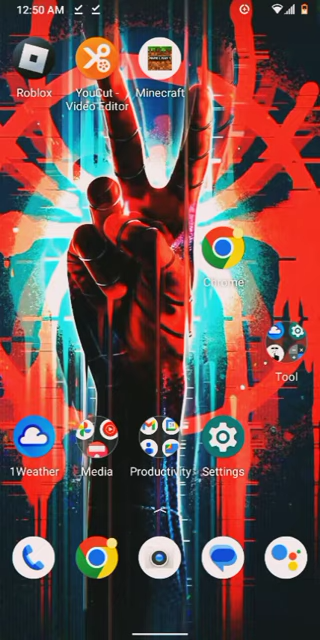 12:50 AM
Roblox
YouCut -
Video Editor
Minecraft
Chrome
Tool
1Weather
Media
Productivity
Settings